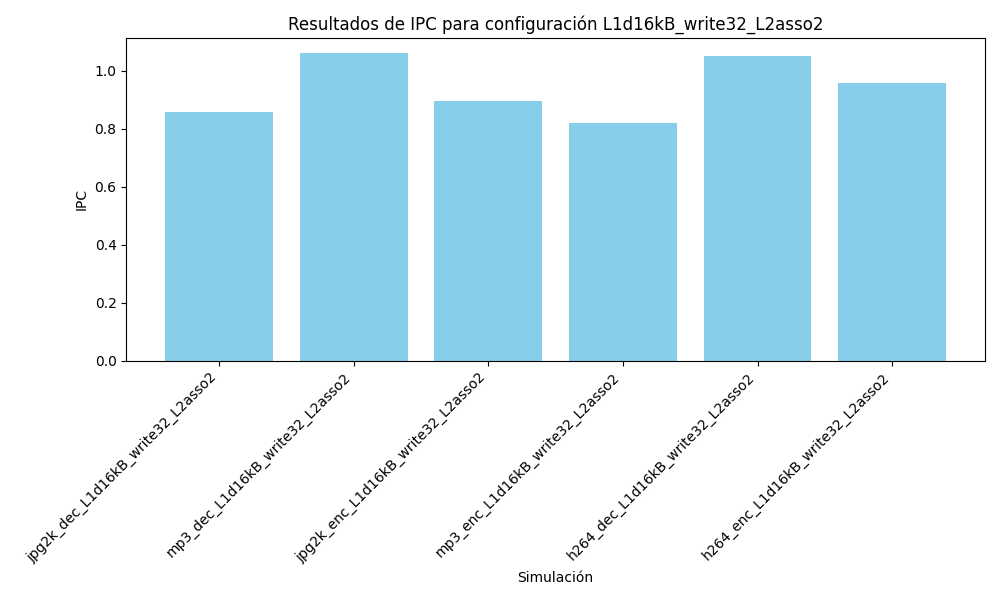 Resultados de IPC para configuración L1d16kB_write32_L2asso2
IPC
1.0
0.8
0.6
0.4
0.2
0.0
jpg2k_dec_L1d16kB_write32_L2asso2
mp3_dec_L1d16kB_write32_L2asso2
jpg2k_enc_L1d16kB_write32_L2asso2
mp3_enc_L1d16kB_write32_L2asso2
h264_dec_L1d16kB_write32_L2asso2
h264_enc_L1d16kB_write32_L2asso2
Simulación